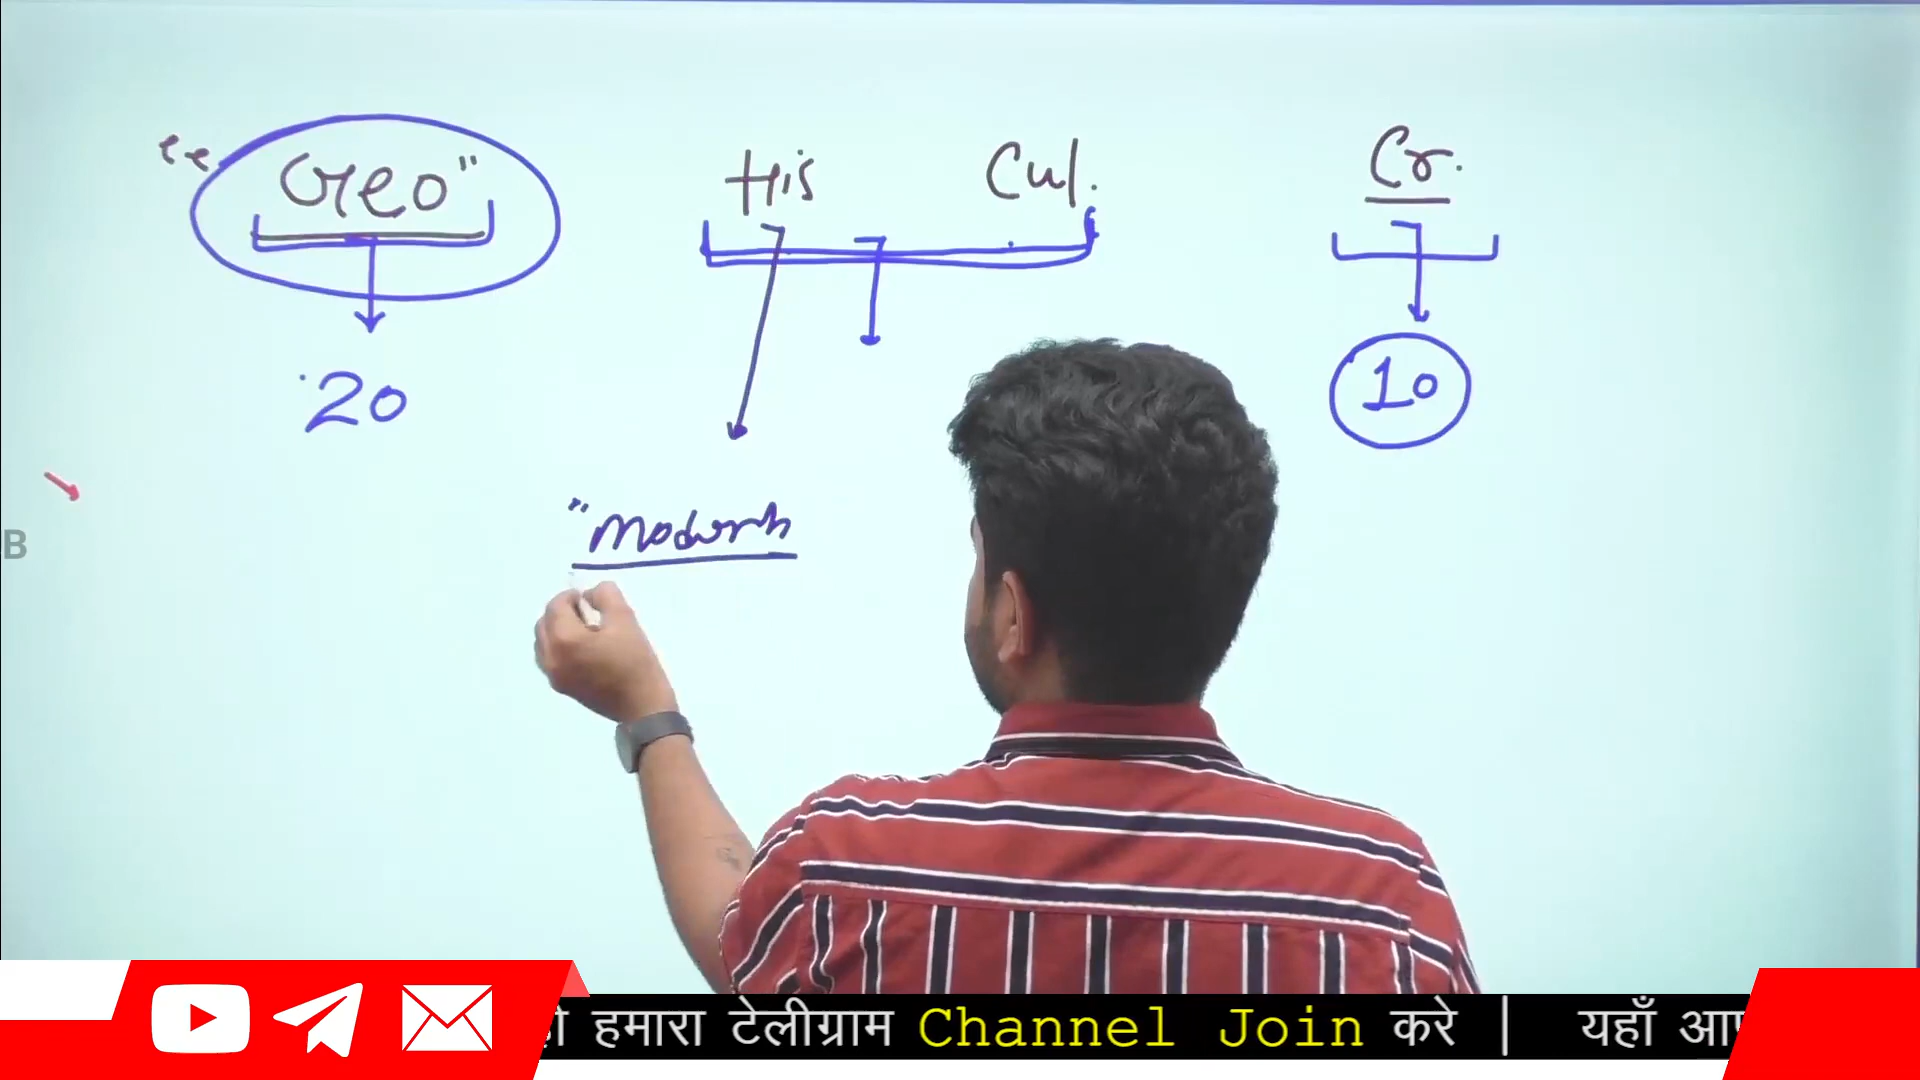 "Geo"
His Cul.
Cr.
20
10
"Modern
B
हमारा टेलीग्राम Channel Join करे | यहाँ